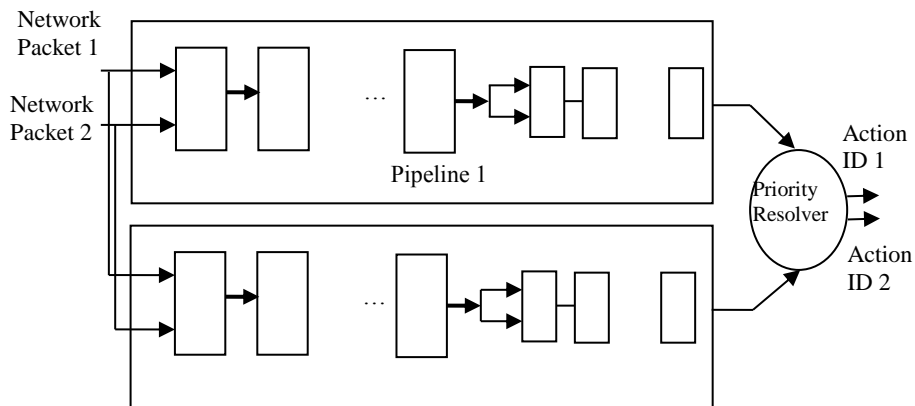 Network
Packet 1
Network
Packet 2
...
Pipeline 1
Action
ID 1
Priority
Resolver
Action
ID 2
...